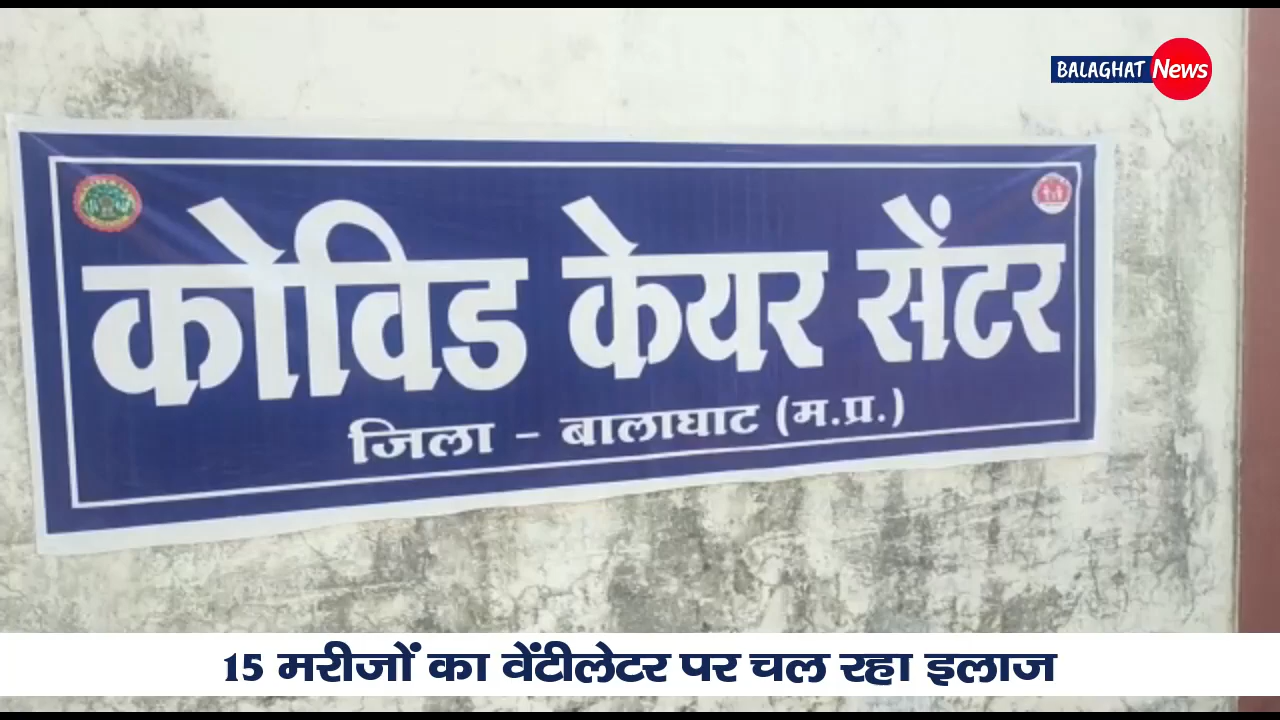 BALAGHAT News
कोविड केयर सेंटर
जिला - बालाघाट (म.प्र.)
15 मरीजों का वेंटीलेटर पर चल रहा इलाज